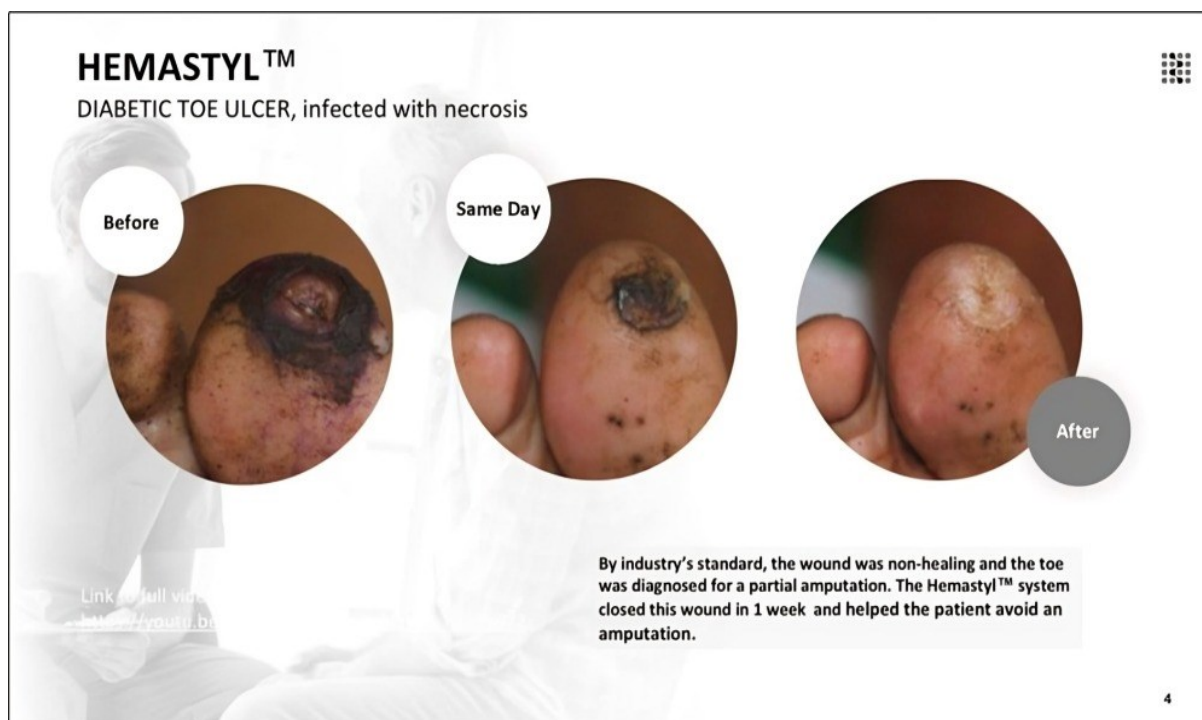 HEMASTYL™
DIABETIC TOE ULCER, infected with necrosis
Before
Same Day
After
By industry's standard, the wound was non-healing and the toe
was diagnosed for a partial amputation. The Hemastyl™ system
closed this wound in 1 week and helped the patient avoid an
amputation.
Link full
4